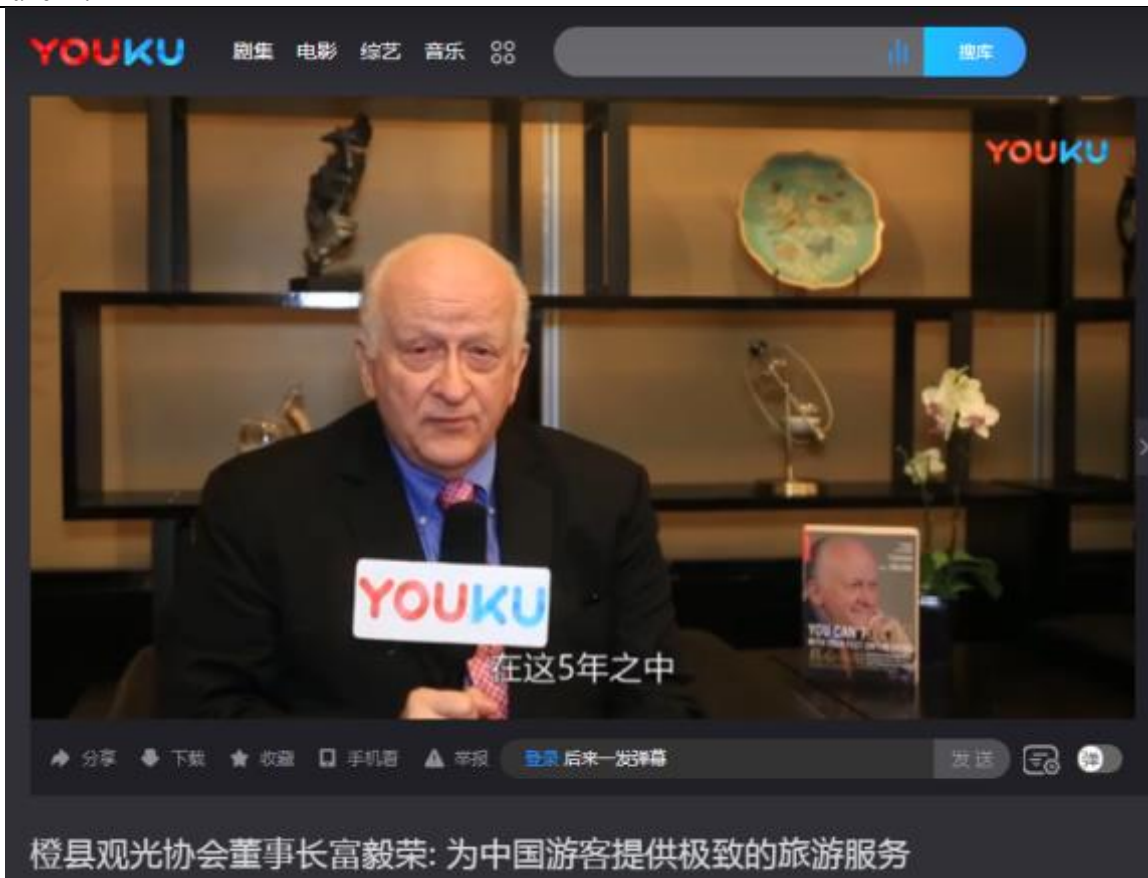 YOUKU 剧集 电影 综艺 音乐 搜库
YOUKU
YOUKU
YOU CAN'T
在这5年之中
分享 下载 收藏 手机看 举报 登录 后来一发弹幕 发送 弹
橙县观光协会董事长富毅荣: 为中国游客提供极致的旅游服务